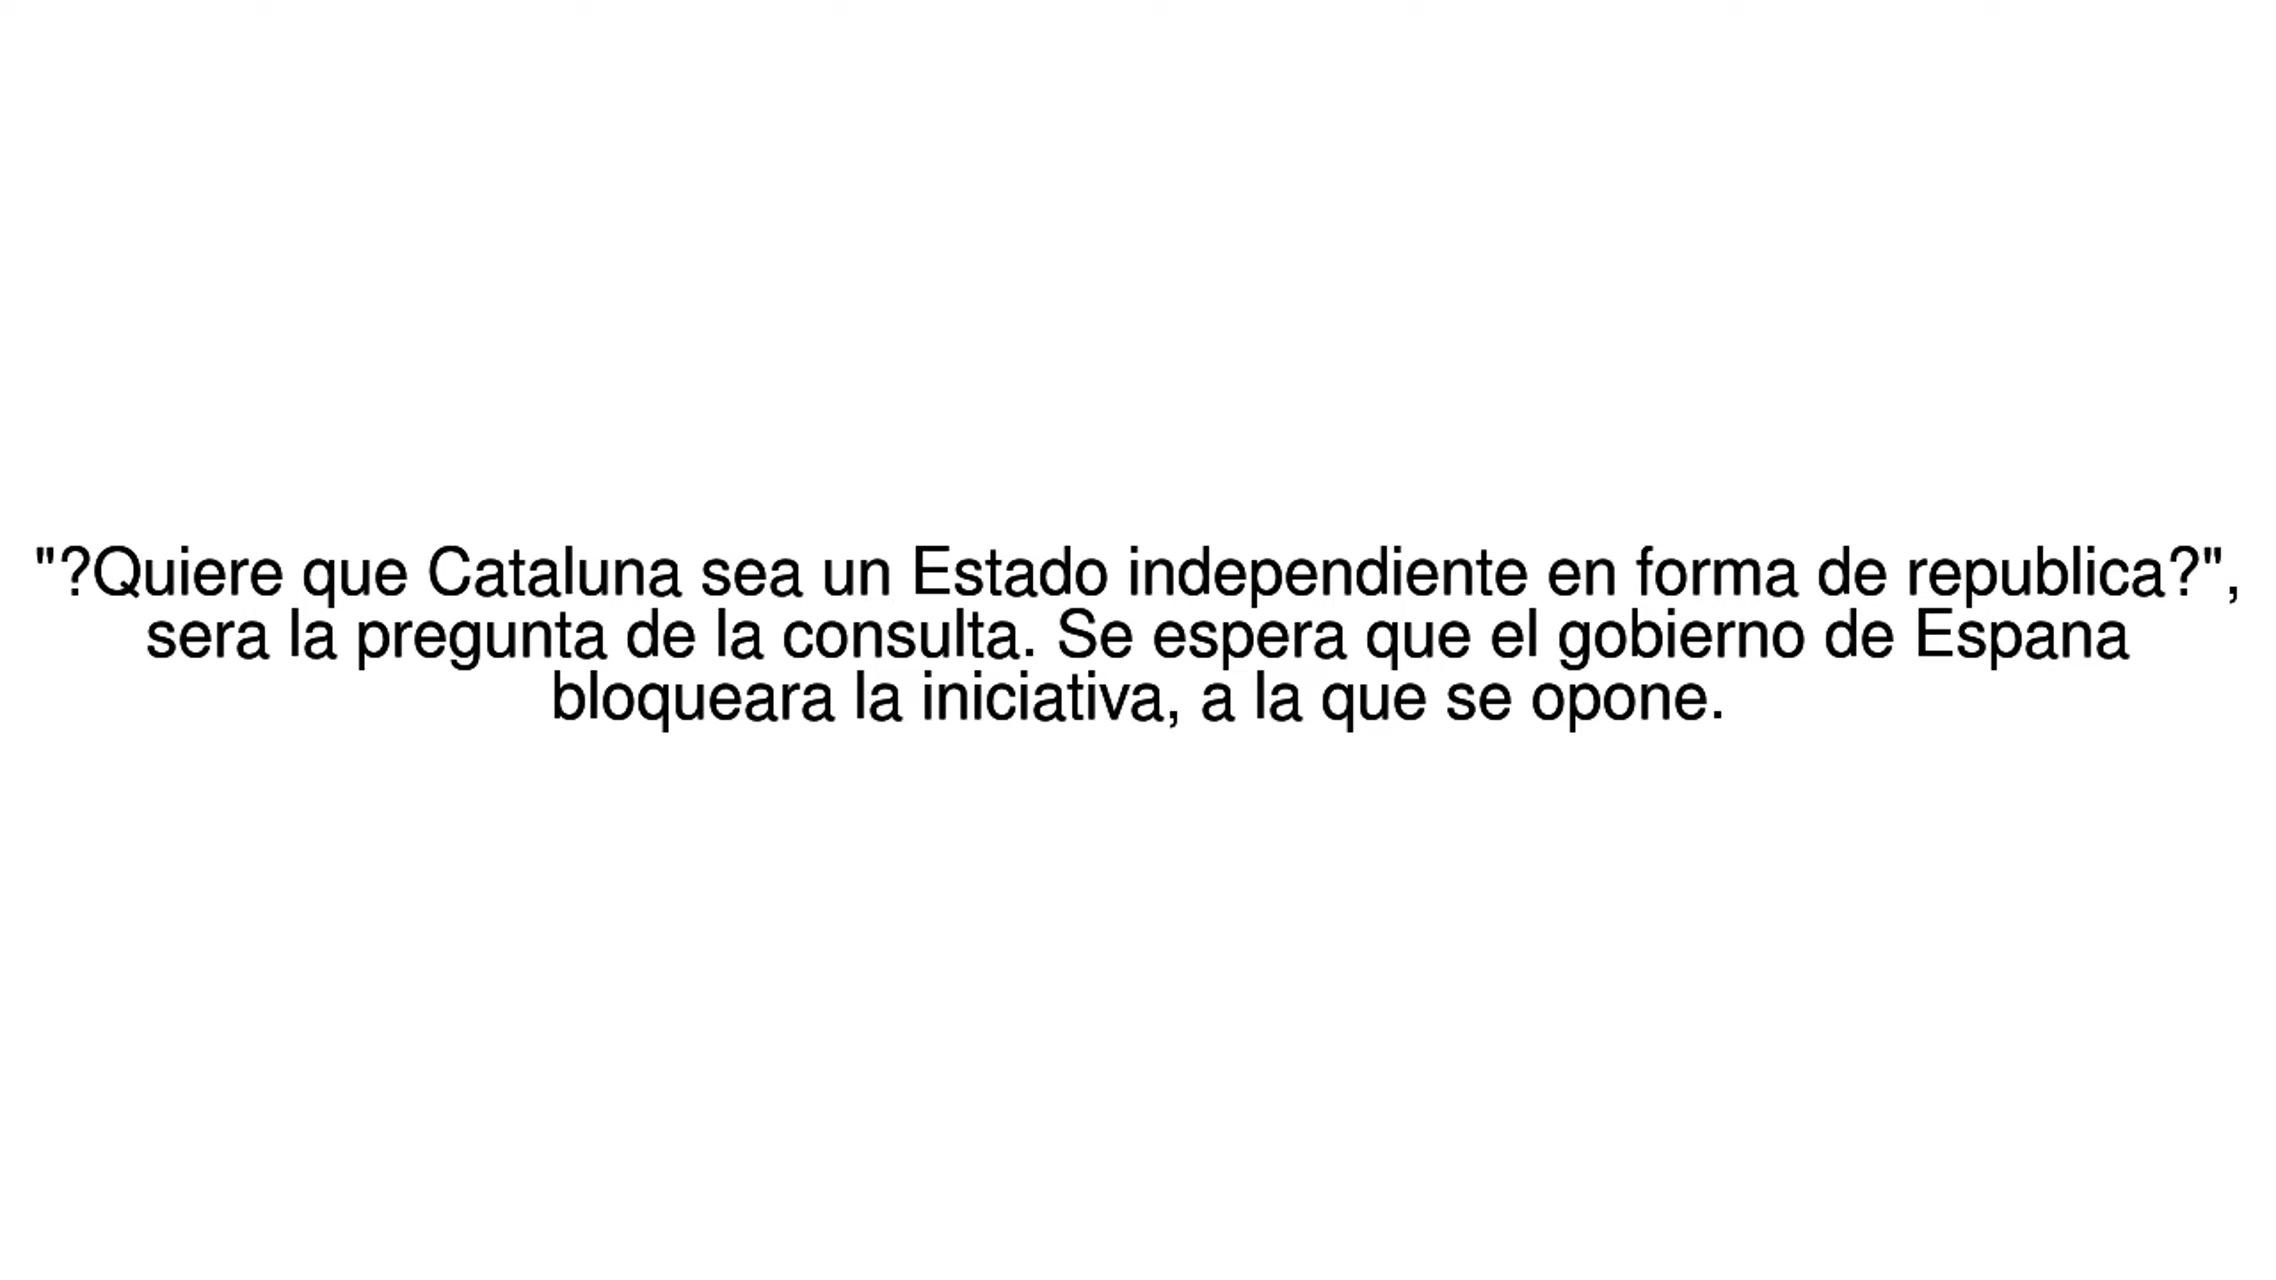 "?Quiere que Cataluna sea un Estado independiente en forma de republica?",
sera la pregunta de la consulta. Se espera que el gobierno de Espana
bloqueara la iniciativa, a la que se opone.